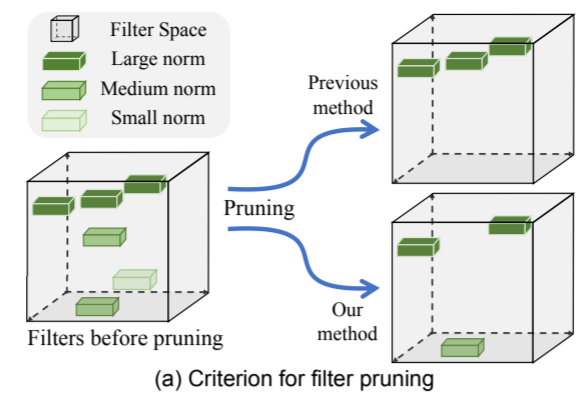 Filter Space
Large norm
Medium norm
Small norm
Previous
method
Pruning
Our
method
Filters before pruning
(a) Criterion for filter pruning